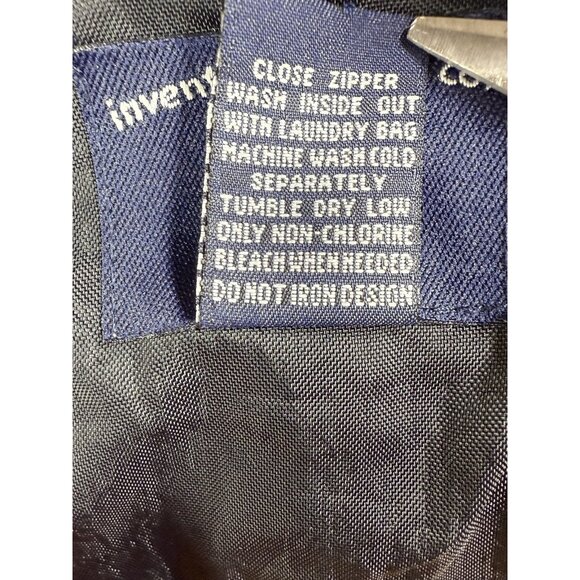 invent
CLOSE ZIPPER
WASH INSIDE OUT
WITH LAUNDRY BAG
MACHINE WASH COLD
SEPARATELY
TUMBLE DRY LOW
ONLY NON-CHLORINE
BLEACH WHEN NEEDED
DO NOT IRON DESIGN